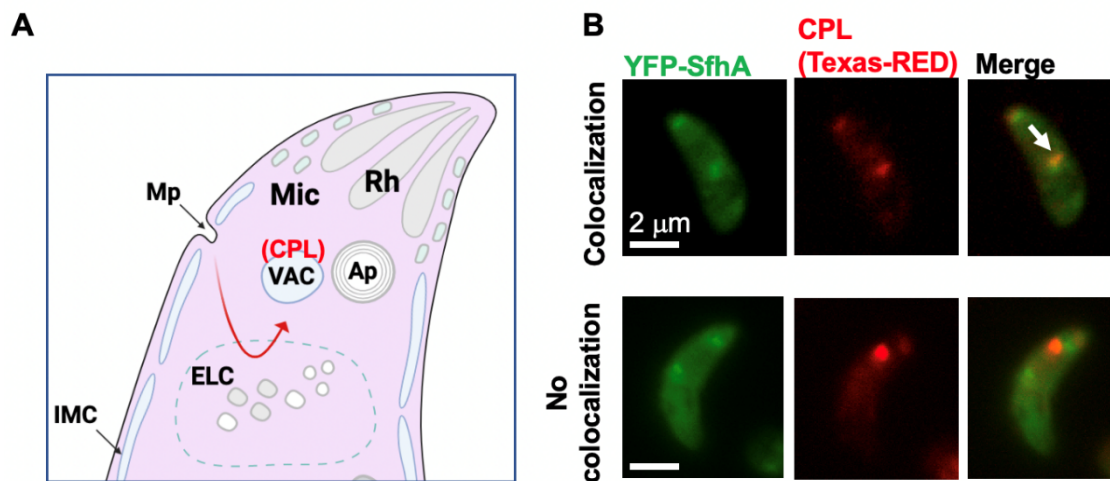 A
Mp
Mic
Rh
(CPL)
VAC
Ap
ELC
IMC
B
YFP-SfhA
CPL
(Texas-RED)
Merge
Colocalization
2 μm
No
colocalization